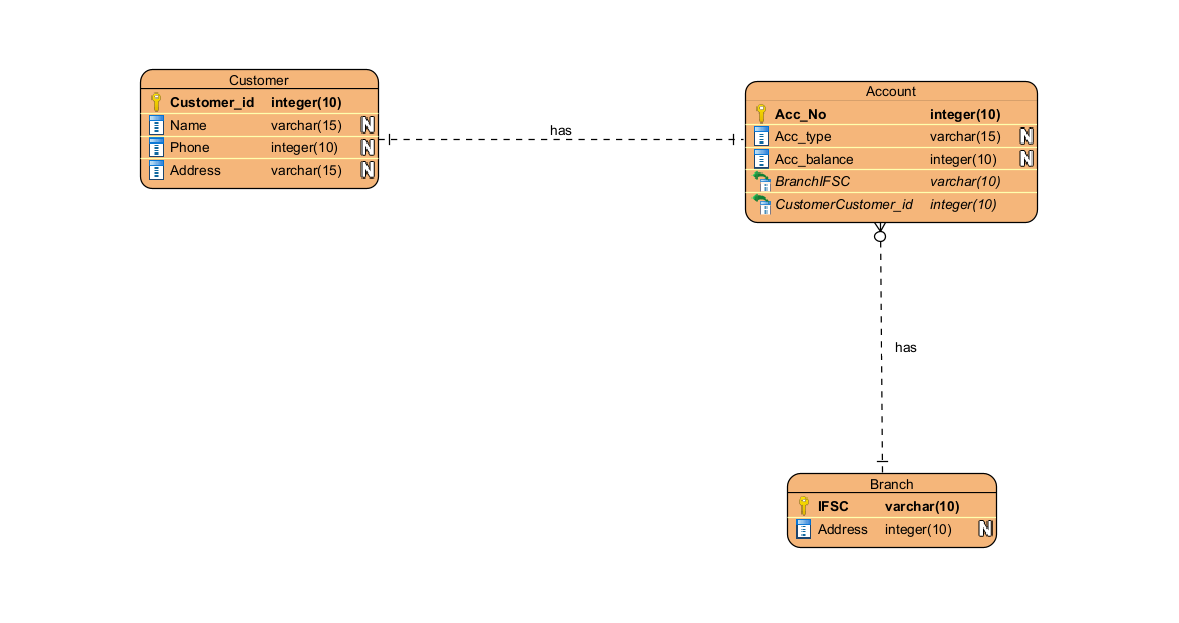 Customer
Customer_id integer(10)
Name varchar(15) N
Phone integer(10) N
Address varchar(15) N
has
Account
Acc_No integer(10)
Acc_type varchar(15) N
Acc_balance integer(10) N
BranchIFSC varchar(10)
CustomerCustomer_id integer(10)
has
Branch
IFSC varchar(10)
Address integer(10) N